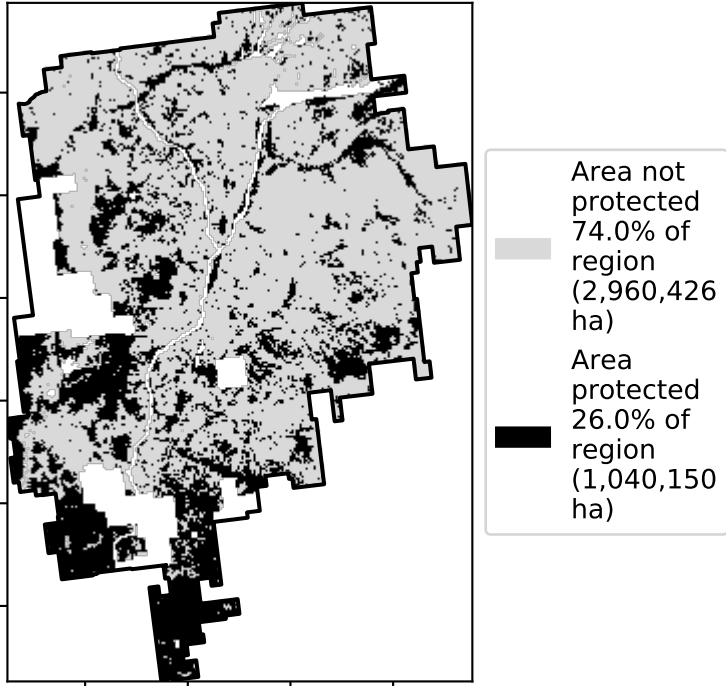 Area not
protected
74.0% of
region
(2,960,426
ha)
Area
protected
26.0% of
region
(1,040,150
ha)